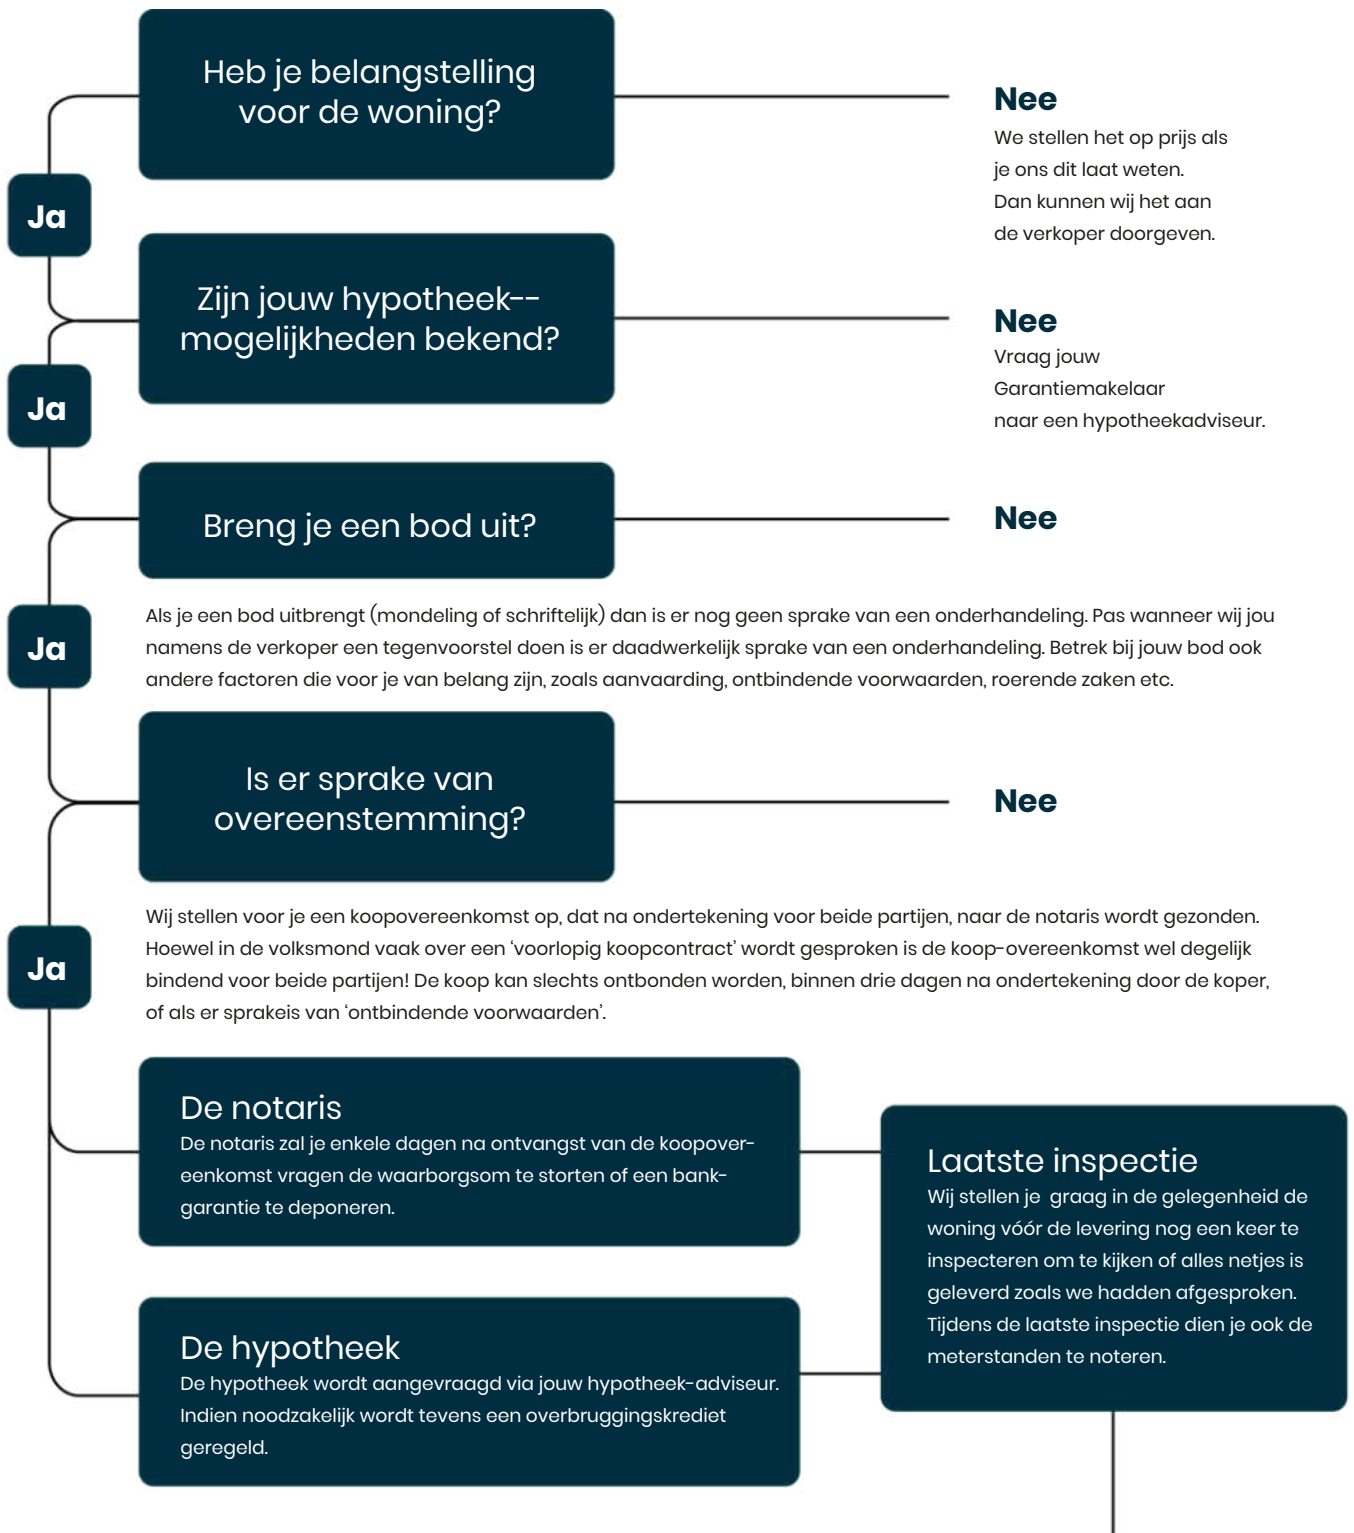 Heb je belangstelling
voor de woning?
Nee
We stellen het op prijs als
je ons dit laat weten.
Dan kunnen wij het aan
de verkoper doorgeven.
Ja
Zijn jouw hypotheek--
mogelijkheden bekend?
Nee
Vraag jouw
Garantiemakelaar
naar een hypotheekadviseur.
Ja
Breng je een bod uit?
Nee
Ja
Als je een bod uitbrengt (mondeling of schriftelijk) dan is er nog geen sprake van een onderhandeling. Pas wanneer wij jou
namens de verkoper een tegenvoorstel doen is er daadwerkelijk sprake van een onderhandeling. Betrek bij jouw bod ook
andere factoren die voor je van belang zijn, zoals aanvaarding, ontbindende voorwaarden, roerende zaken etc.
Is er sprake van
overeenstemming?
Nee
Ja
Wij stellen voor je een koopovereenkomst op, dat na ondertekening voor beide partijen, naar de notaris wordt gezonden.
Hoewel in de volksmond vaak over een ‘voorlopig koopcontract’ wordt gesproken is de koop-overeenkomst wel degelijk
bindend voor beide partijen! De koop kan slechts ontbonden worden, binnen drie dagen na ondertekening door de koper,
of als er sprakeis van ‘ontbindende voorwaarden’.
De notaris
De notaris zal je enkele dagen na ontvangst van de koopover-
eenkomst vragen de waarborgsom te storten of een bank-
garantie te deponeren.
Laatste inspectie
Wij stellen je graag in de gelegenheid de
woning vóór de levering nog een keer te
inspecteren om te kijken of alles netjes is
geleverd zoals we hadden afgesproken.
Tijdens de laatste inspectie dien je ook de
meterstanden te noteren.
De hypotheek
De hypotheek wordt aangevraagd via jouw hypotheek-adviseur.
Indien noodzakelijk wordt tevens een overbruggingskrediet
geregeld.